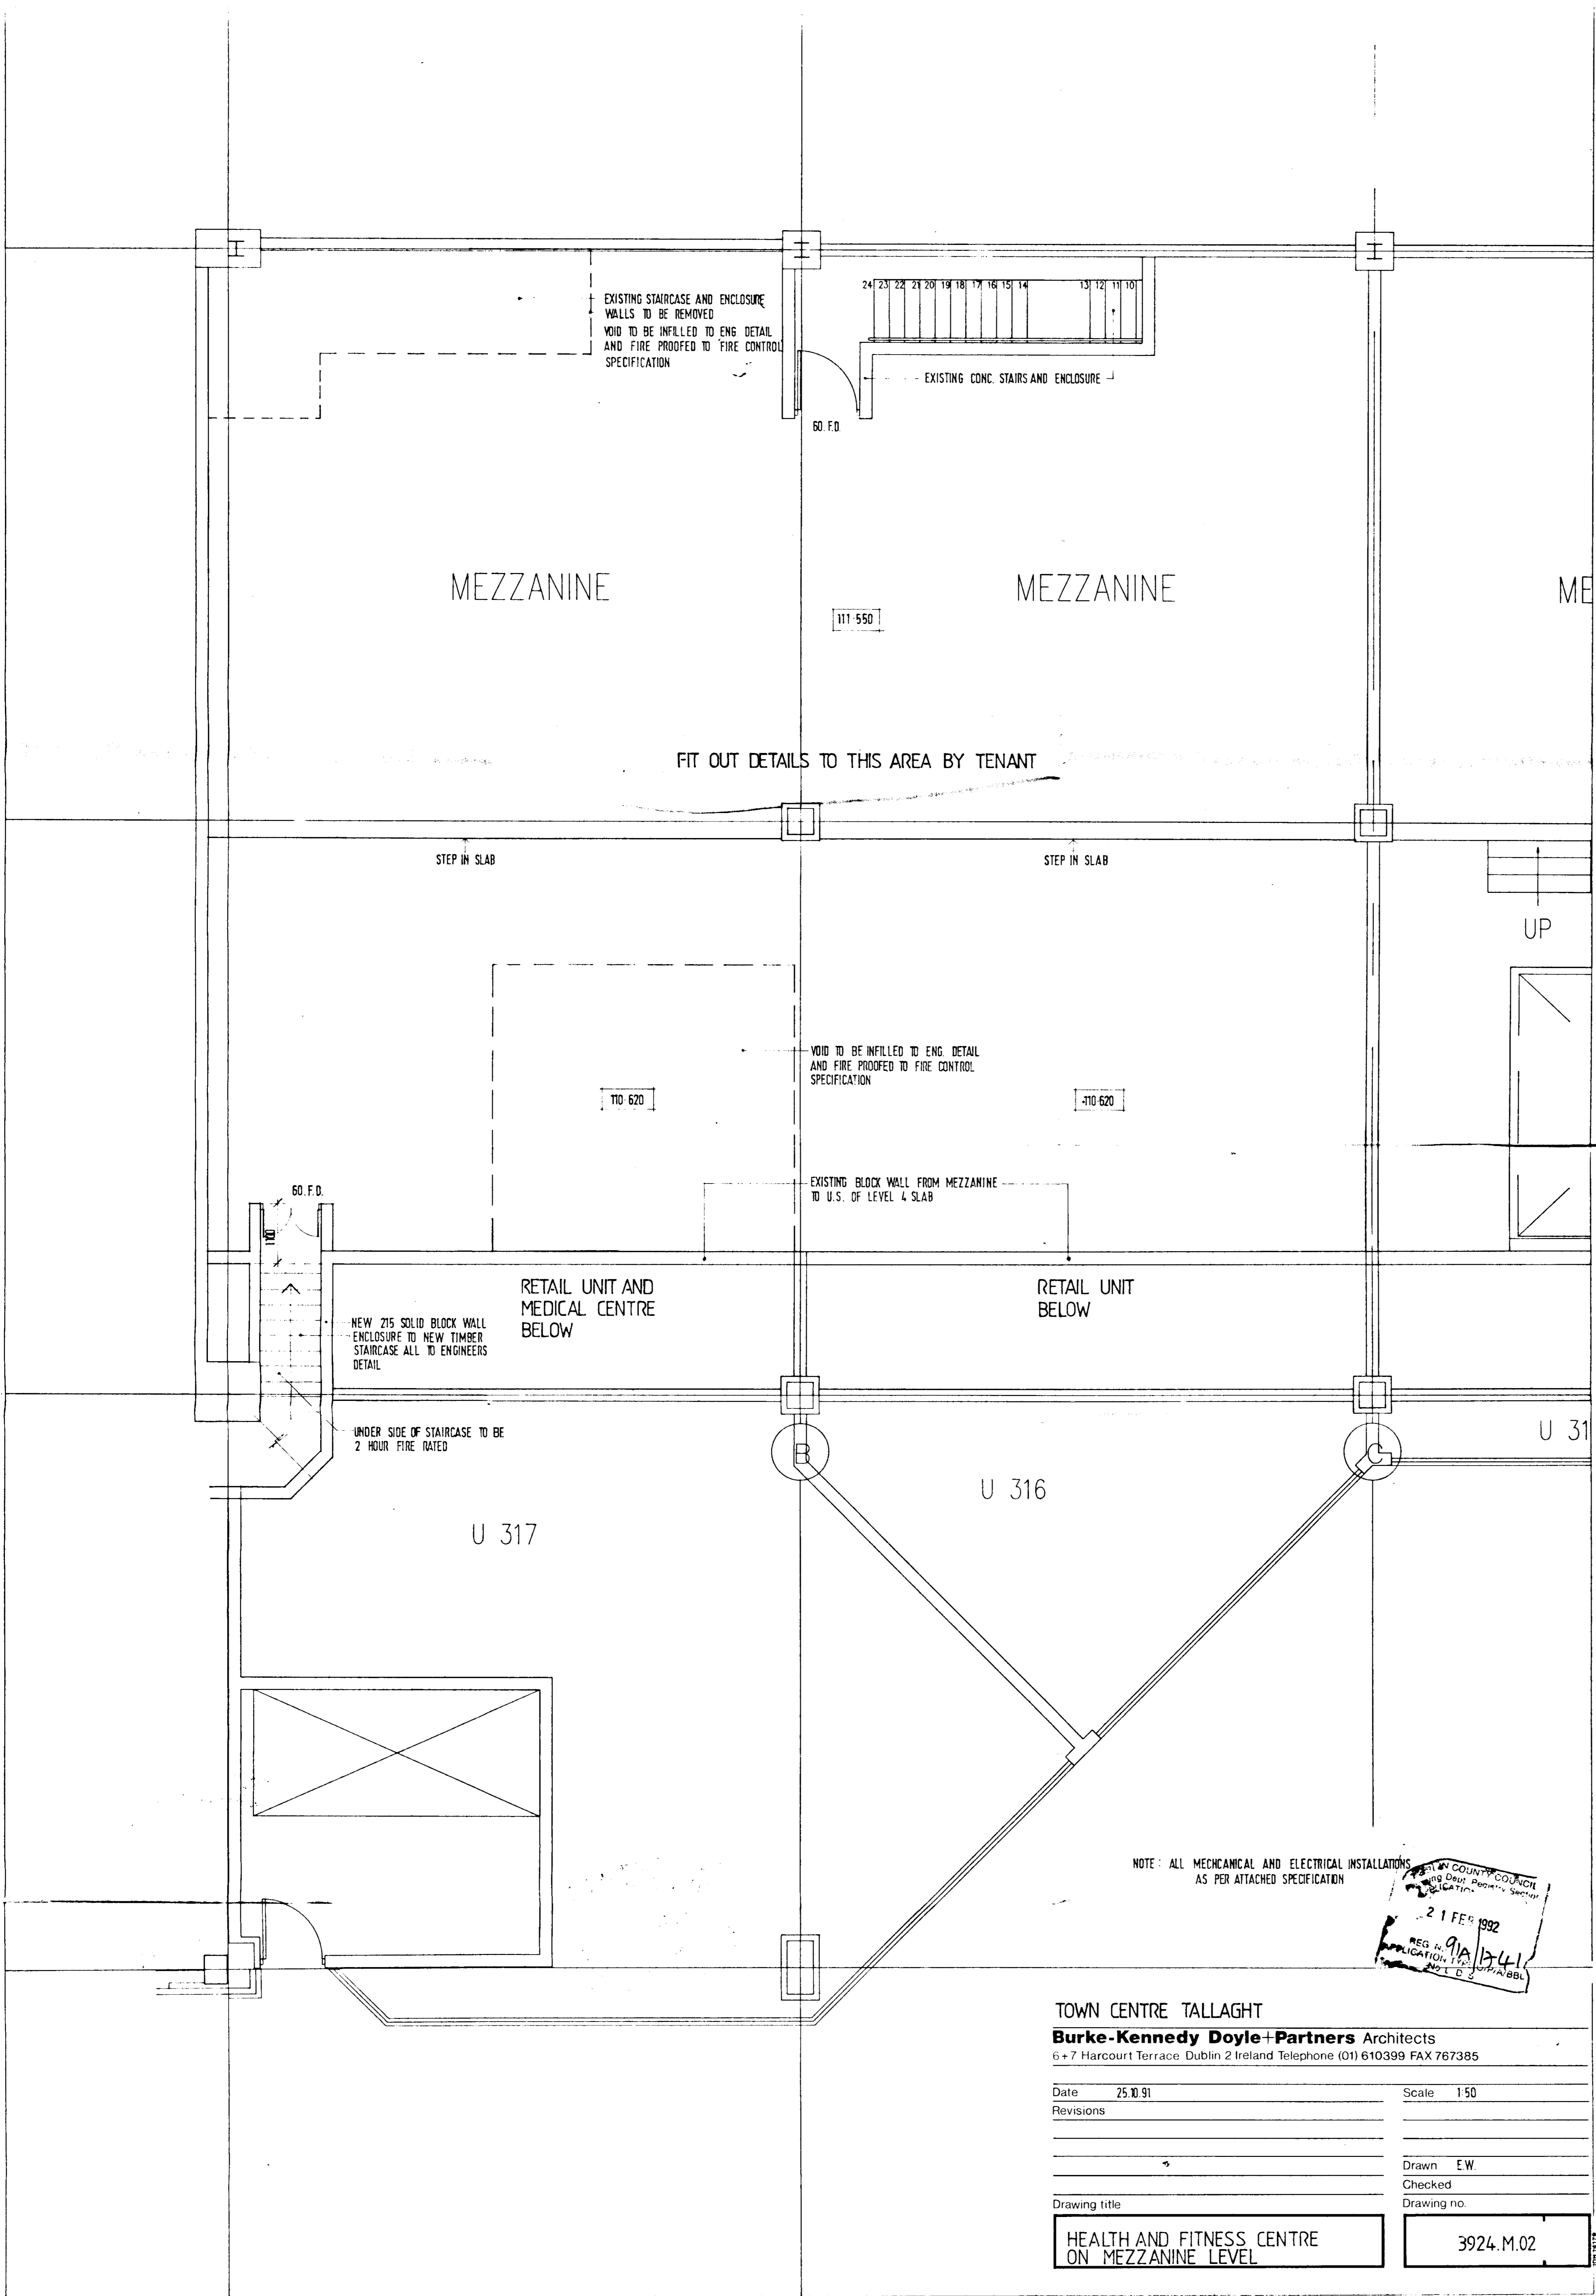 EXISTING STAIRCASE AND ENCLOSURE
WALLS TO BE REMOVED
VOID TO BE INFILLED TO ENG. DETAIL
AND FIRE PROOFED TO FIRE CONTROL
SPECIFICATION
24 23 22 21 20 19 18 17 16 15 14 13 12 11 10
EXISTING CONC. STAIRS AND ENCLOSURE
60. F.D.
MEZZANINE
MEZZANINE
ME
111·550
FIT OUT DETAILS TO THIS AREA BY TENANT
STEP IN SLAB
STEP IN SLAB
UP
VOID TO BE INFILLED TO ENG. DETAIL
AND FIRE PROOFED TO FIRE CONTROL
SPECIFICATION
110·620
110·620
EXISTING BLOCK WALL FROM MEZZANINE
TO U.S. OF LEVEL 4 SLAB
60. F.D.
1100
RETAIL UNIT AND
MEDICAL CENTRE
BELOW
RETAIL UNIT
BELOW
NEW 215 SOLID BLOCK WALL
ENCLOSURE TO NEW TIMBER
STAIRCASE ALL TO ENGINEERS
DETAIL
UNDER SIDE OF STAIRCASE TO BE
2 HOUR FIRE RATED
B
C
U 31
U 316
U 317
NOTE : ALL MECHCANICAL AND ELECTRICAL INSTALLATIONS
AS PER ATTACHED SPECIFICATION
COUNTY COUNCIL
21 FEB 1992
REG N. 91A/1741
APPLICATION
TOWN CENTRE TALLAGHT
Burke-Kennedy Doyle+Partners Architects
6+7 Harcourt Terrace Dublin 2 Ireland Telephone (01) 610399 FAX 767385
Date 25.10.91
Scale 1:50
Revisions
Drawn E.W.
Checked
Drawing title
Drawing no.
HEALTH AND FITNESS CENTRE
ON MEZZANINE LEVEL
3924.M.02